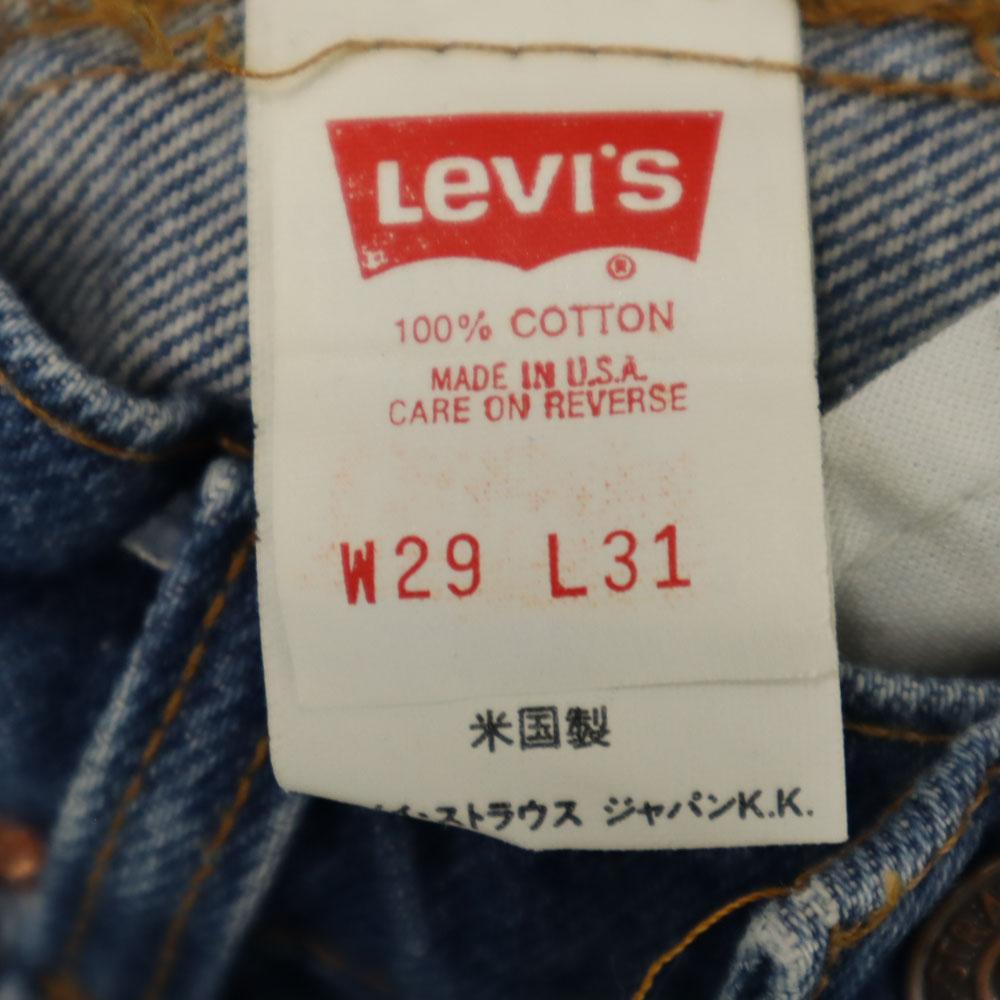 Levi's
®
100% COTTON
MADE IN U.S.A.
CARE ON REVERSE
W29 L31
米国製
ストラウス ジャパンK.K.